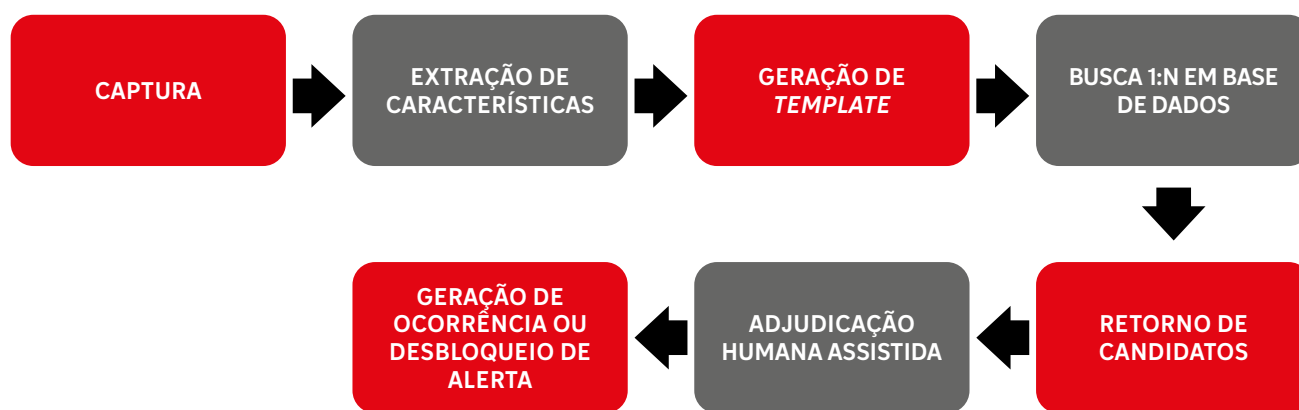 CAPTURA
EXTRAÇÃO DE
CARACTERÍSTICAS
GERAÇÃO DE
TEMPLATE
BUSCA 1:N EM BASE
DE DADOS
RETORNO DE
CANDIDATOS
ADJUDICAÇÃO
HUMANA ASSISTIDA
GERAÇÃO DE
OCORRÊNCIA OU
DESBLOQUEIO DE
ALERTA